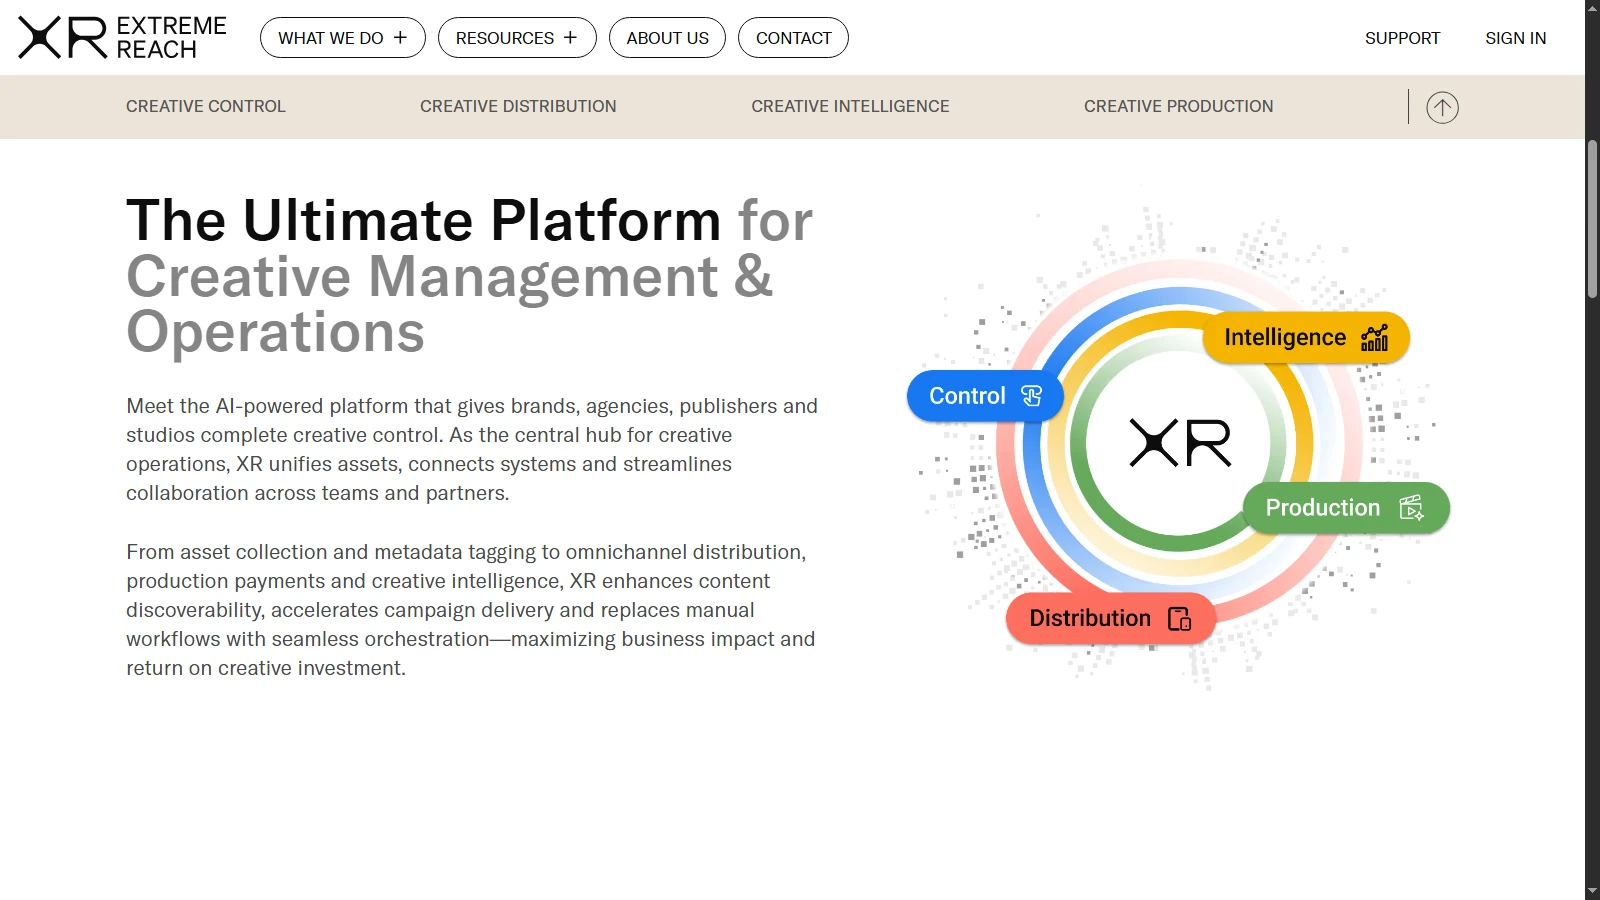 XR EXTREME REACH
WHAT WE DO +
RESOURCES +
ABOUT US
CONTACT
SUPPORT
SIGN IN
CREATIVE CONTROL
CREATIVE DISTRIBUTION
CREATIVE INTELLIGENCE
CREATIVE PRODUCTION
The Ultimate Platform for
Creative Management &
Operations
Meet the AI-powered platform that gives brands, agencies, publishers and
studios complete creative control. As the central hub for creative
operations, XR unifies assets, connects systems and streamlines
collaboration across teams and partners.
From asset collection and metadata tagging to omnichannel distribution,
production payments and creative intelligence, XR enhances content
discoverability, accelerates campaign delivery and replaces manual
workflows with seamless orchestration—maximizing business impact and
return on creative investment.
Intelligence
Control
XR
Production
Distribution